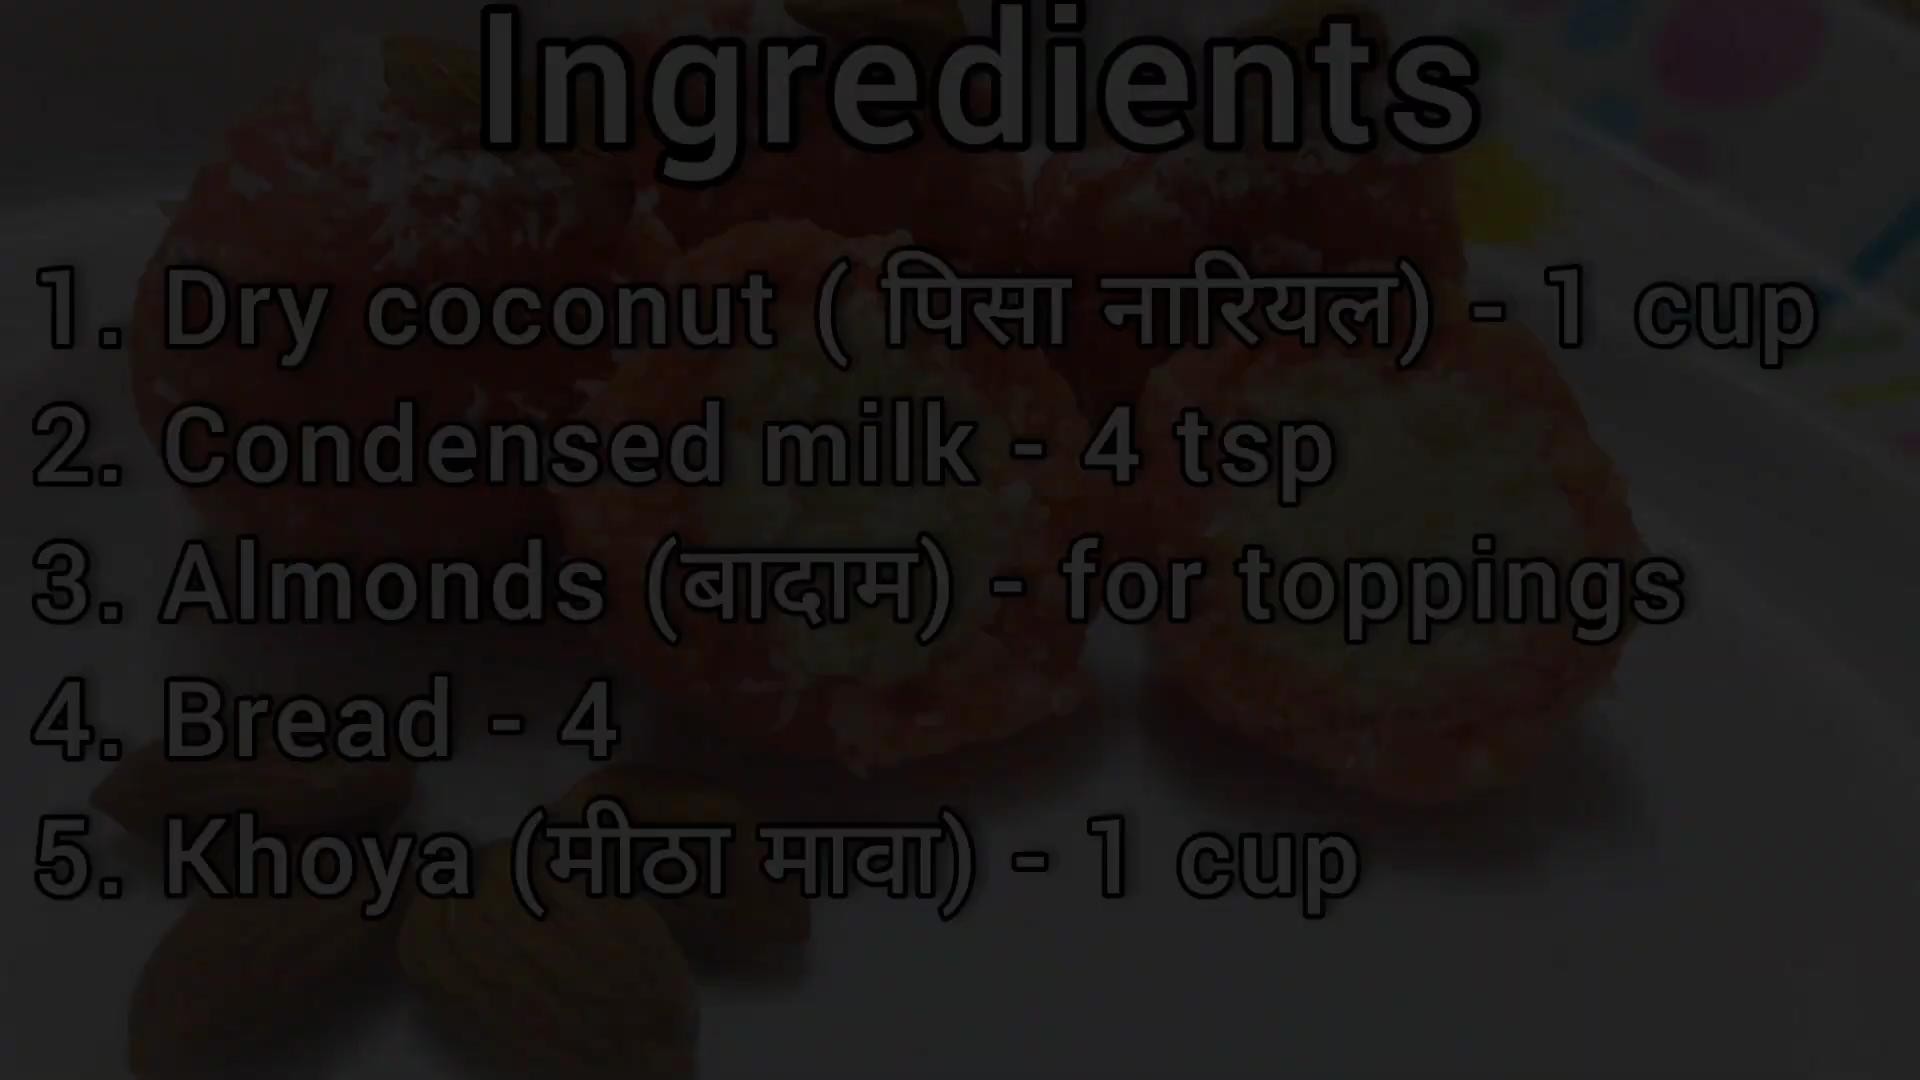 Ingredients
1. Dry coconut ( पिसा नारियल) - 1 cup
2. Condensed milk - 4 tsp
3. Almonds (बादाम) - for toppings
4. Bread - 4
5. Khoya (मीठा मावा) - 1 cup